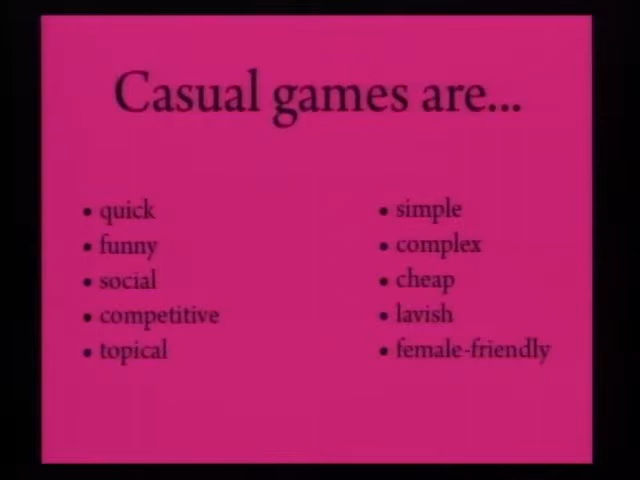 Casual games are...
• quick
• funny
• social
• competitive
• topical
• simple
• complex
• cheap
• lavish
• female-friendly